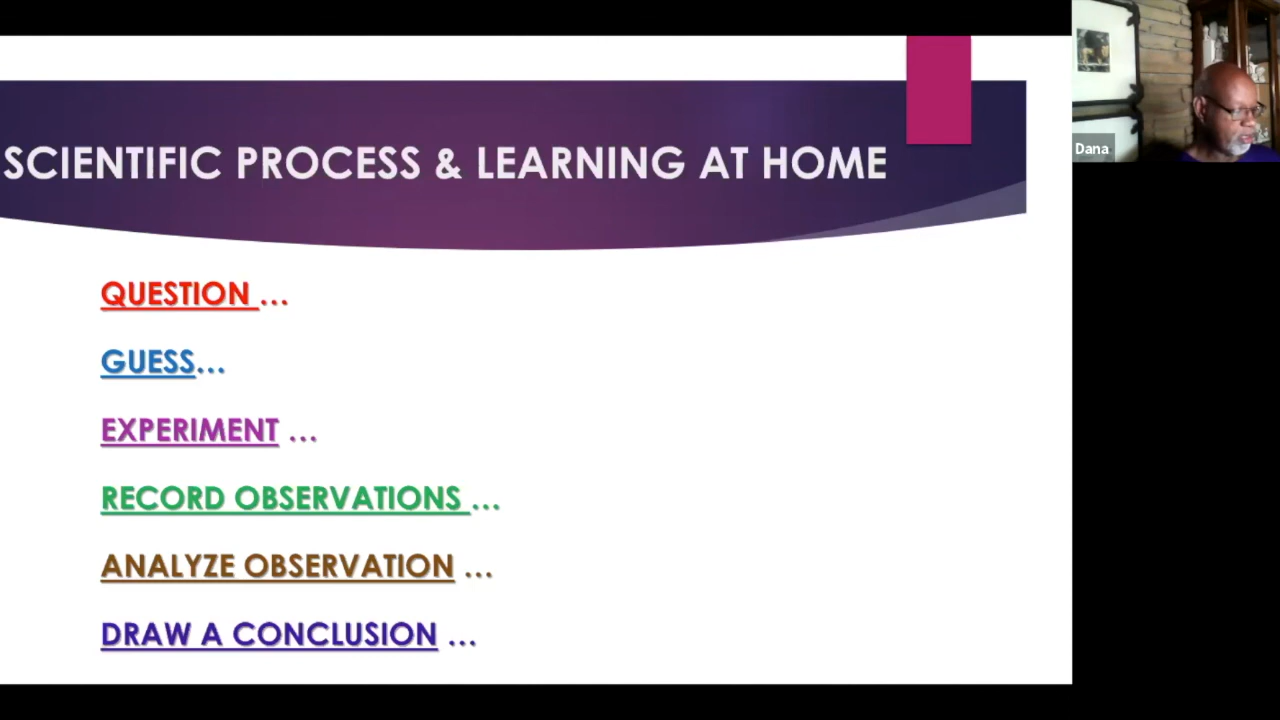 SCIENTIFIC PROCESS & LEARNING AT HOME
QUESTION …
GUESS…
EXPERIMENT …
RECORD OBSERVATIONS …
ANALYZE OBSERVATION …
DRAW A CONCLUSION …
Dana